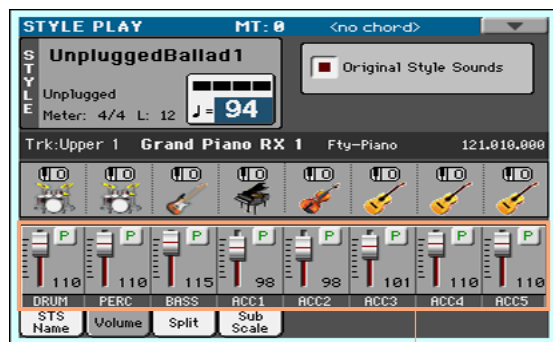 STYLE PLAY MT: 0 <no chord>
STYLE
UnpluggedBallad1
Unplugged
Meter: 4/4 L: 12 ♩= 94
Original Style Sounds
Trk:Upper 1 Grand Piano RX 1 Fty-Piano 121.010.000
P P P P P P P P
110 110 115 98 98 101 110 110
DRUM PERC BASS ACC1 ACC2 ACC3 ACC4 ACC5
STS Name Volume Split Sub Scale